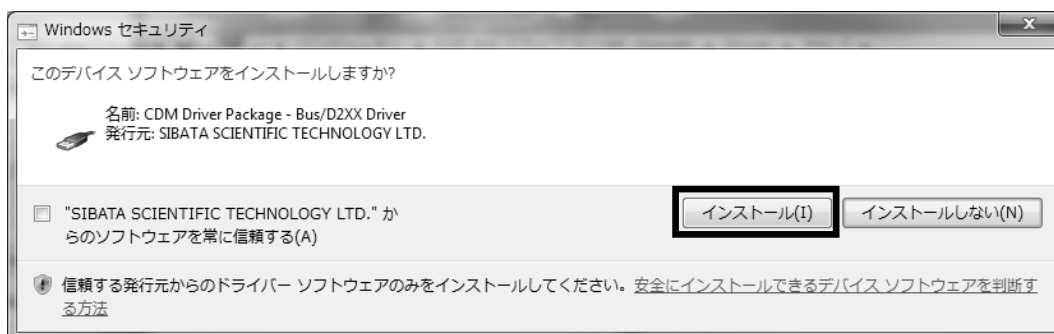 Windows セキュリティ
このデバイス ソフトウェアをインストールしますか?
名前: CDM Driver Package - Bus/D2XX Driver
発行元: SIBATA SCIENTIFIC TECHNOLOGY LTD.
"SIBATA SCIENTIFIC TECHNOLOGY LTD." か
らのソフトウェアを常に信頼する(A)
インストール(I)
インストールしない(N)
信頼する発行元からのドライバー ソフトウェアのみをインストールしてください。安全にインストールできるデバイス ソフトウェアを判断す
る方法